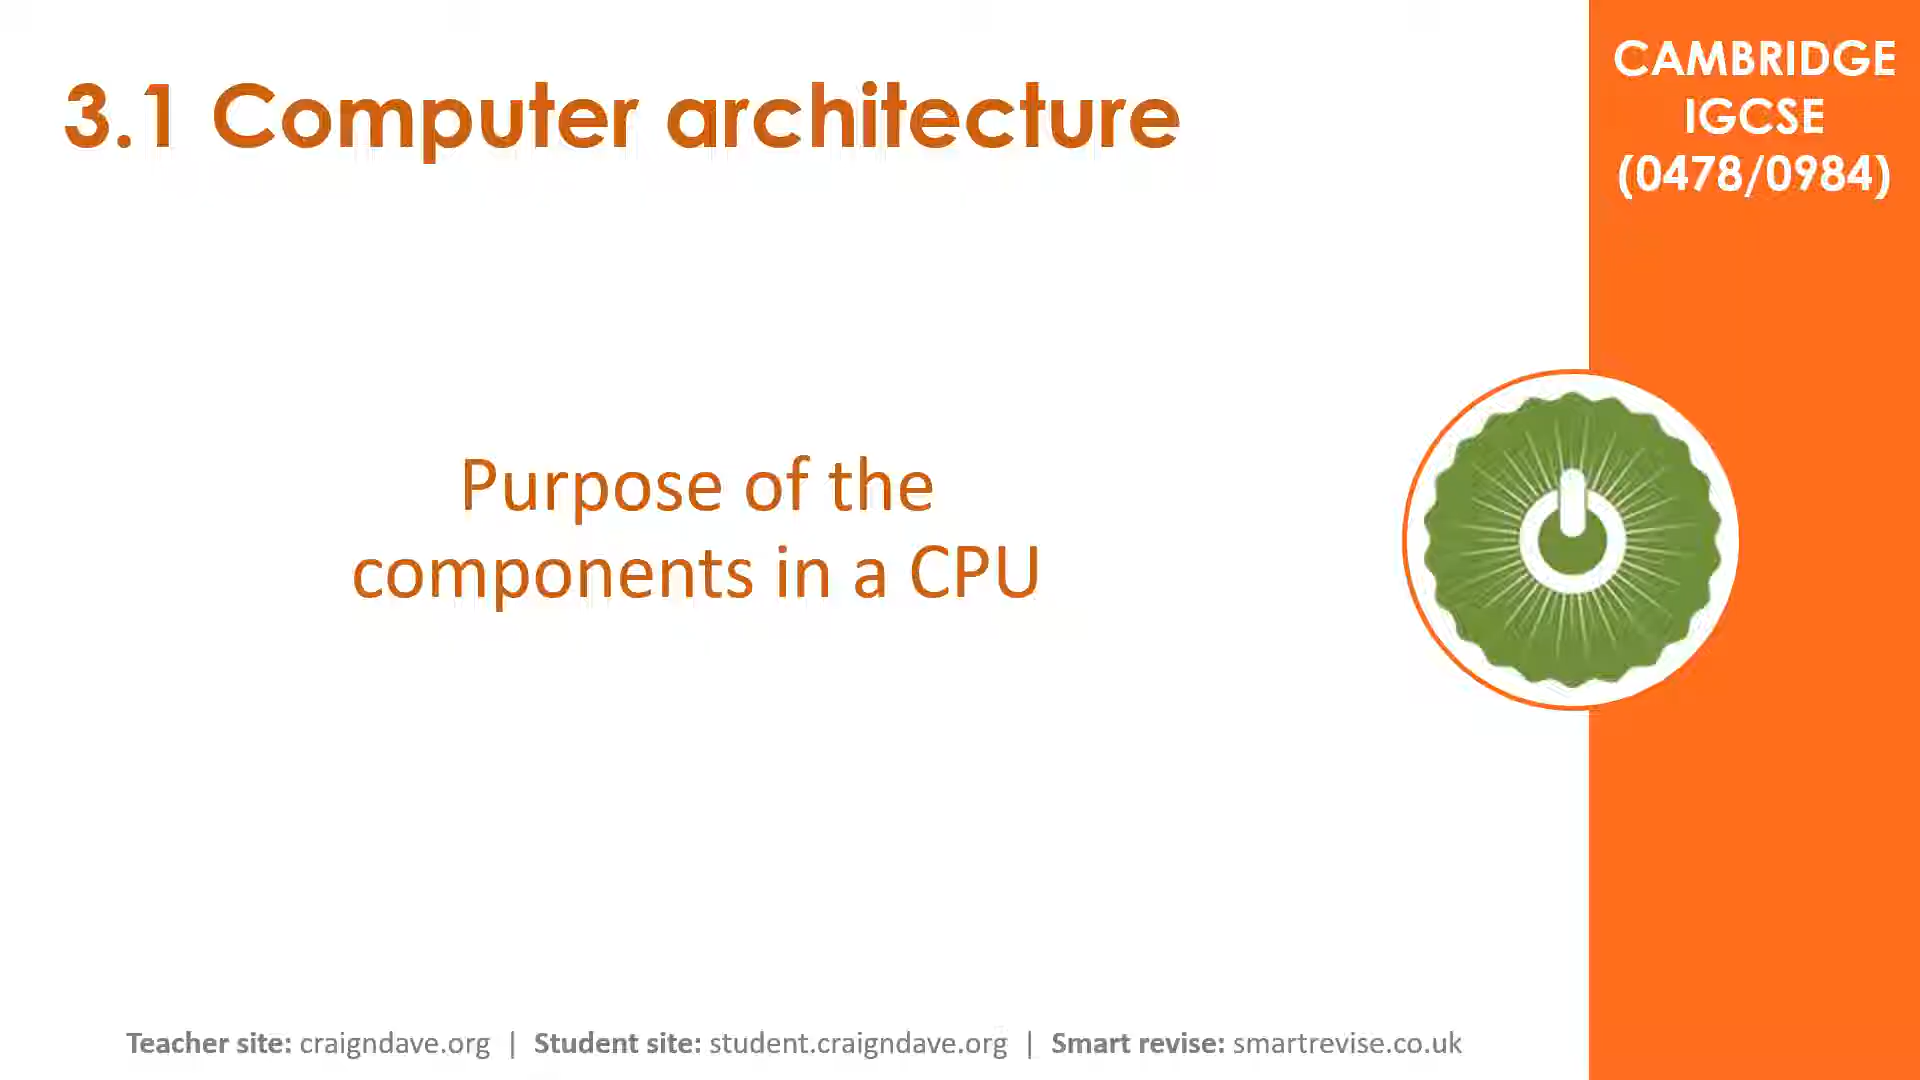 3.1 Computer architecture
CAMBRIDGE
IGCSE
(0478/0984)
Purpose of the
components in a CPU
Teacher site: craigndave.org | Student site: student.craigndave.org | Smart revise: smartrevise.co.uk